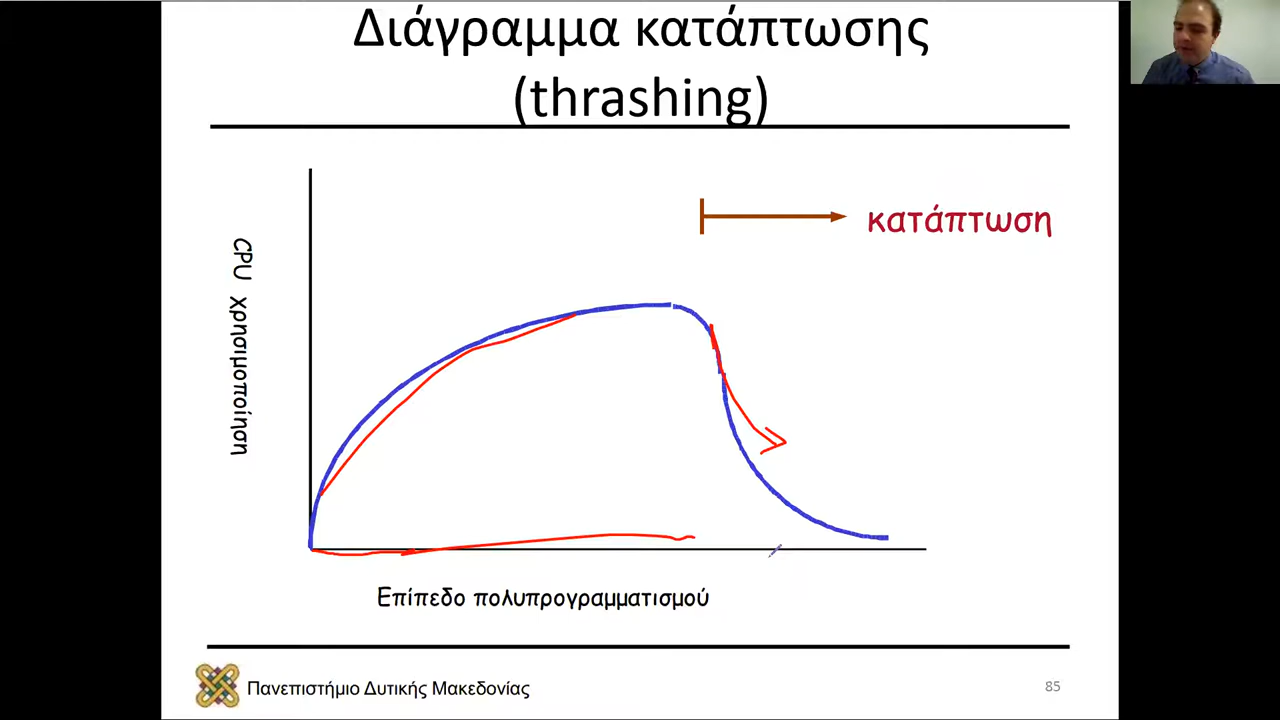 Διάγραμμα κατάπτωσης
(thrashing)
κατάπτωση
CPU χρησιμοποίηση
Επίπεδο πολυπρογραμματισμού
Πανεπιστήμιο Δυτικής Μακεδονίας
85